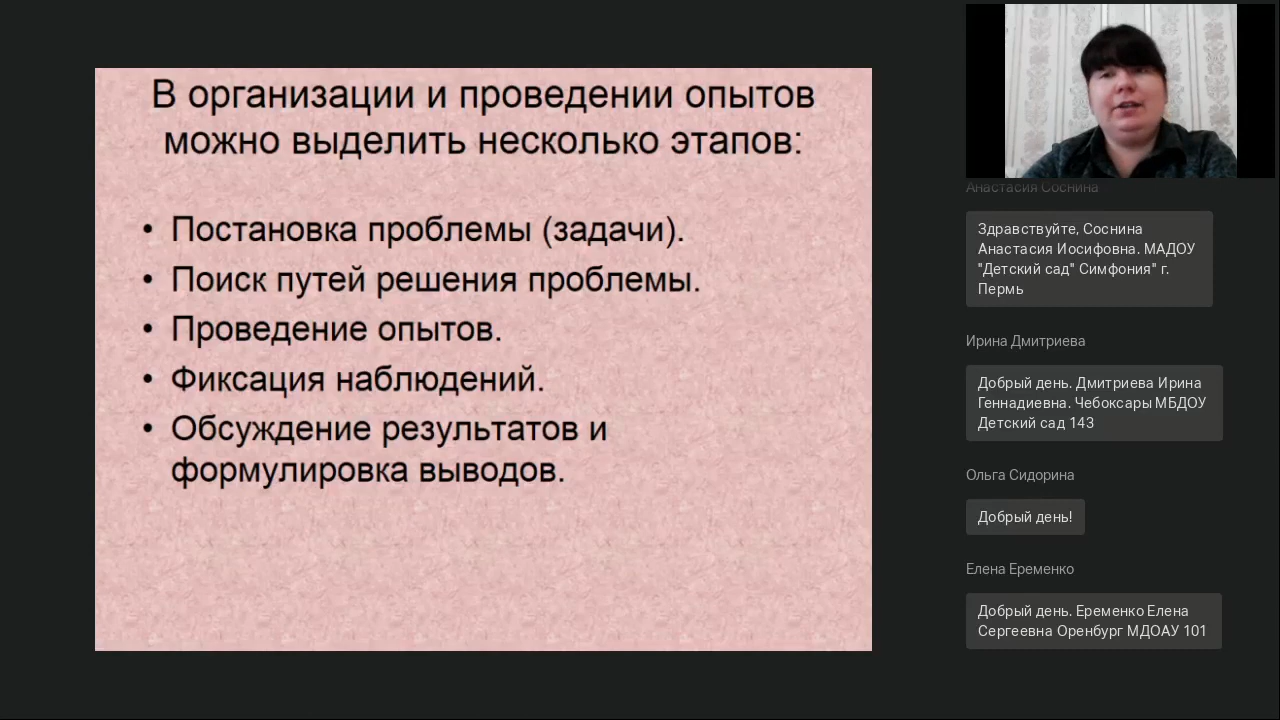 В организации и проведении опытов
можно выделить несколько этапов:
• Постановка проблемы (задачи).
• Поиск путей решения проблемы.
• Проведение опытов.
• Фиксация наблюдений.
• Обсуждение результатов и
формулировка выводов.
Анастасия Соснина
Здравствуйте, Соснина
Анастасия Иосифовна. МАДОУ
"Детский сад" Симфония" г.
Пермь
Ирина Дмитриева
Добрый день. Дмитриева Ирина
Геннадиевна. Чебоксары МБДОУ
Детский сад 143
Ольга Сидорина
Добрый день!
Елена Еременко
Добрый день. Еременко Елена
Сергеевна Оренбург МДОАУ 101